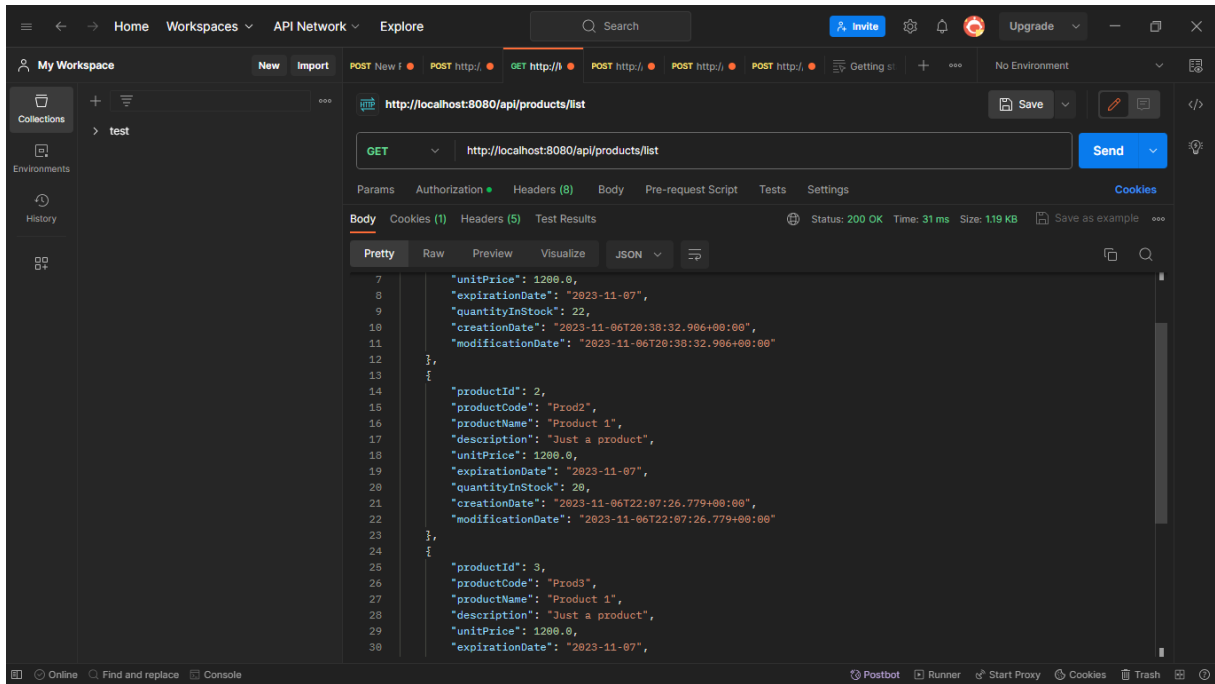 Home Workspaces API Network Explore Search Invite Upgrade
My Workspace New Import POST New F POST http:/, GET http://l POST http:/, POST http:/, POST http:/, Getting st No Environment
Collections
Environments
History
test
HTTP http://localhost:8080/api/products/list Save
GET http://localhost:8080/api/products/list Send
Params Authorization Headers (8) Body Pre-request Script Tests Settings Cookies
Body Cookies (1) Headers (5) Test Results Status: 200 OK Time: 31 ms Size: 1.19 KB Save as example
Pretty Raw Preview Visualize JSON
7 "unitPrice": 1200.0,
8 "expirationDate": "2023-11-07",
9 "quantityInStock": 22,
10 "creationDate": "2023-11-06T20:38:32.906+00:00",
11 "modificationDate": "2023-11-06T20:38:32.906+00:00"
12 },
13 {
14 "productId": 2,
15 "productCode": "Prod2",
16 "productName": "Product 1",
17 "description": "Just a product",
18 "unitPrice": 1200.0,
19 "expirationDate": "2023-11-07",
20 "quantityInStock": 20,
21 "creationDate": "2023-11-06T22:07:26.779+00:00",
22 "modificationDate": "2023-11-06T22:07:26.779+00:00"
23 },
24 {
25 "productId": 3,
26 "productCode": "Prod3",
27 "productName": "Product 1",
28 "description": "Just a product",
29 "unitPrice": 1200.0,
30 "expirationDate": "2023-11-07",
Online Find and replace Console Postbot Runner Start Proxy Cookies Trash